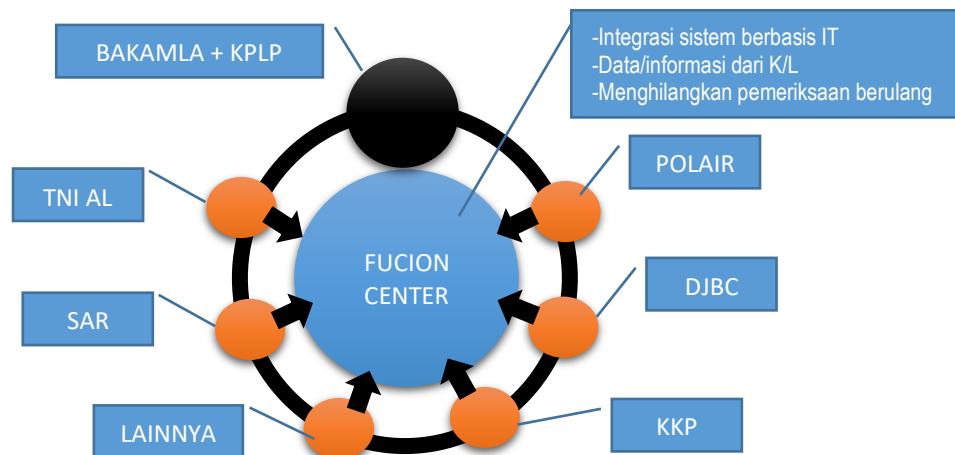 BAKAMLA + KPLP
-Integrasi sistem berbasis IT
-Data/informasi dari K/L
-Menghilangkan pemeriksaan berulang
POLAIR
TNI AL
FUCION
CENTER
DJBC
SAR
LAINNYA
KKP